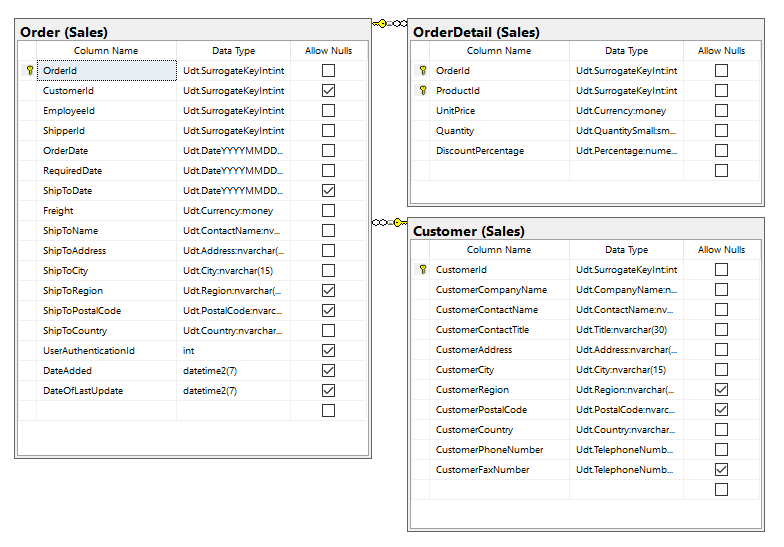 Order (Sales)
Column Name Data Type Allow Nulls
OrderId Udt.SurrogateKeyInt:int
CustomerId Udt.SurrogateKeyInt:int
EmployeeId Udt.SurrogateKeyInt:int
ShipperId Udt.SurrogateKeyInt:int
OrderDate Udt.DateYYYYMMDD...
RequiredDate Udt.DateYYYYMMDD...
ShipToDate Udt.DateYYYYMMDD...
Freight Udt.Currency:money
ShipToName Udt.ContactName:nv...
ShipToAddress Udt.Address:nvarchar(...
ShipToCity Udt.City:nvarchar(15)
ShipToRegion Udt.Region:nvarchar(...
ShipToPostalCode Udt.PostalCode:nvarc...
ShipToCountry Udt.Country:nvarchar...
UserAuthenticationId int
DateAdded datetime2(7)
DateOfLastUpdate datetime2(7)
OrderDetail (Sales)
Column Name Data Type Allow Nulls
OrderId Udt.SurrogateKeyInt:int
ProductId Udt.SurrogateKeyInt:int
UnitPrice Udt.Currency:money
Quantity Udt.QuantitySmall:sm...
DiscountPercentage Udt.Percentage:nume...
Customer (Sales)
Column Name Data Type Allow Nulls
CustomerId Udt.SurrogateKeyInt:int
CustomerCompanyName Udt.CompanyName:n...
CustomerContactName Udt.ContactName:nv...
CustomerContactTitle Udt.Title:nvarchar(30)
CustomerAddress Udt.Address:nvarchar(...
CustomerCity Udt.City:nvarchar(15)
CustomerRegion Udt.Region:nvarchar(...
CustomerPostalCode Udt.PostalCode:nvarc...
CustomerCountry Udt.Country:nvarchar...
CustomerPhoneNumber Udt.TelephoneNumb...
CustomerFaxNumber Udt.TelephoneNumb...